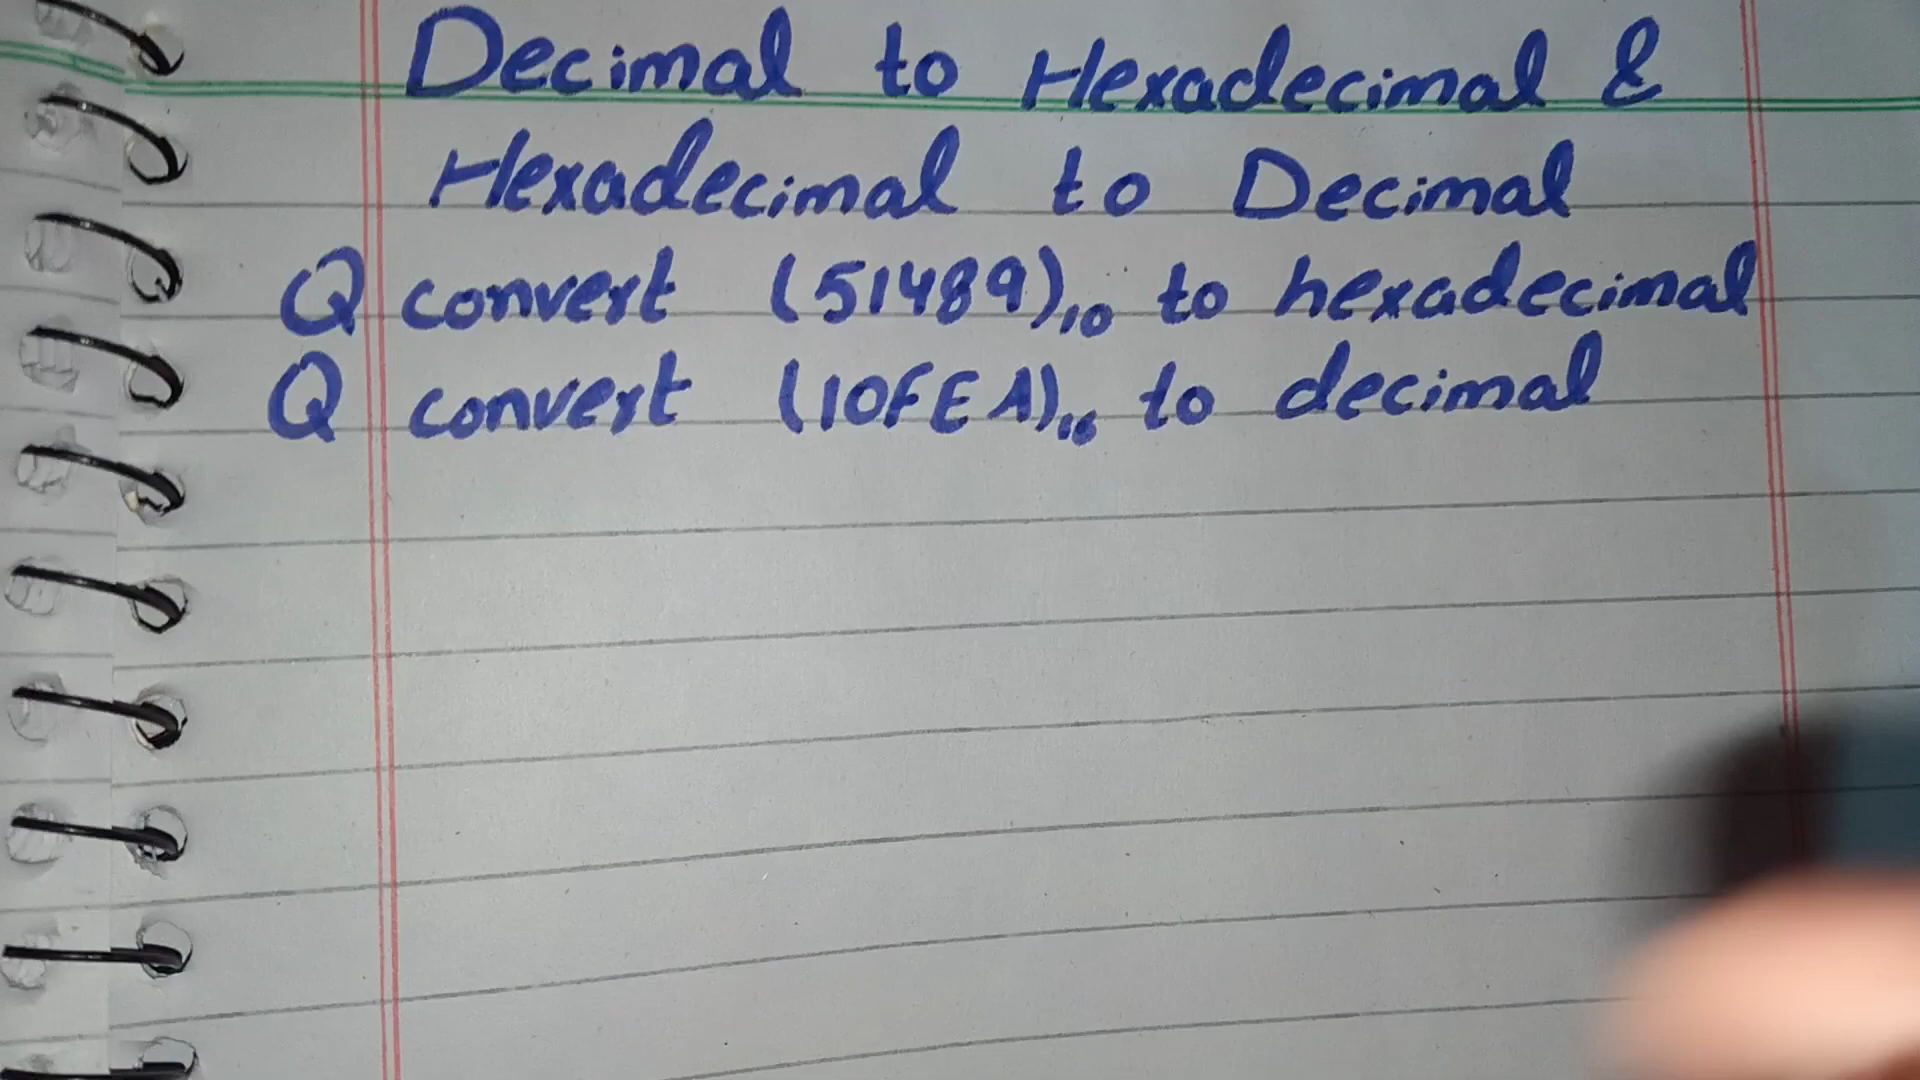 Decimal to Hexadecimal &
Hexadecimal to Decimal
Q convert (51489)₁₀ to hexadecimal
Q convert (10FEA)₁₆ to decimal